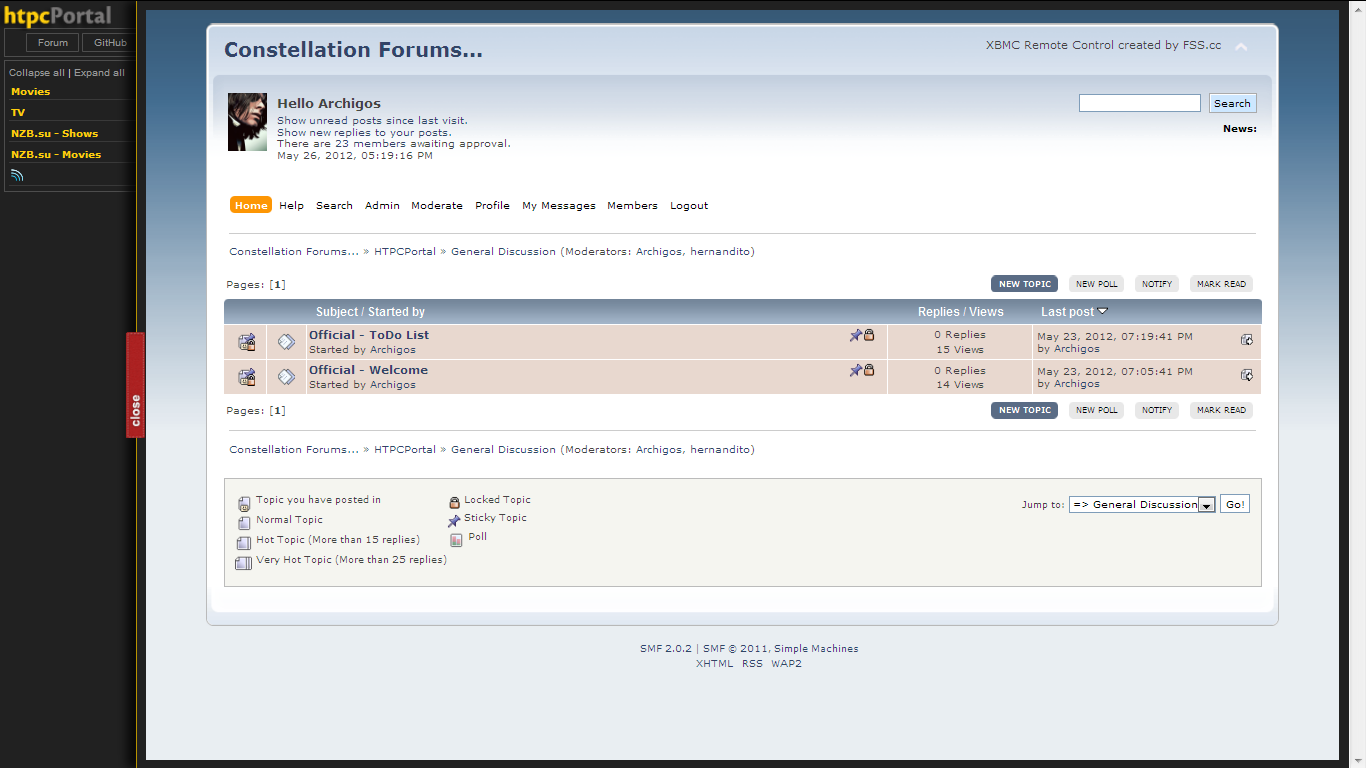 htpcPortal
Forum GitHub
Collapse all | Expand all
Movies
TV
NZB.su - Shows
NZB.su - Movies
close
Constellation Forums...
XBMC Remote Control created by FSS.cc
Hello Archigos
Show unread posts since last visit.
Show new replies to your posts.
There are 23 members awaiting approval.
May 26, 2012, 05:19:16 PM
Search
News:
Home Help Search Admin Moderate Profile My Messages Members Logout
Constellation Forums... » HTPCPortal » General Discussion (Moderators: Archigos, hernandito)
Pages: [1]
NEW TOPIC NEW POLL NOTIFY MARK READ
Subject / Started by Replies / Views Last post
Official - ToDo List
Started by Archigos
0 Replies
15 Views
May 23, 2012, 07:19:41 PM
by Archigos
Official - Welcome
Started by Archigos
0 Replies
14 Views
May 23, 2012, 07:05:41 PM
by Archigos
Pages: [1]
NEW TOPIC NEW POLL NOTIFY MARK READ
Constellation Forums... » HTPCPortal » General Discussion (Moderators: Archigos, hernandito)
Topic you have posted in
Normal Topic
Hot Topic (More than 15 replies)
Very Hot Topic (More than 25 replies)
Locked Topic
Sticky Topic
Poll
Jump to: => General Discussion Go!
SMF 2.0.2 | SMF © 2011, Simple Machines
XHTML RSS WAP2